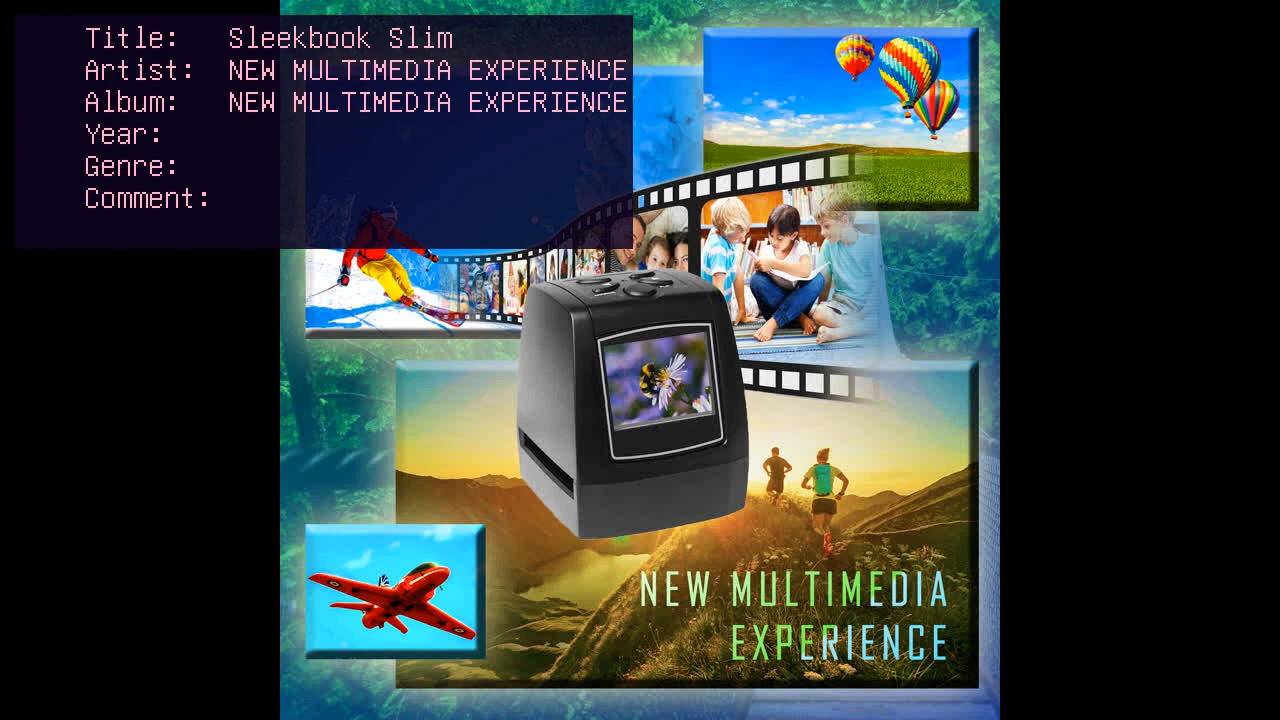 Title: Sleekbook Slim
Artist: NEW MULTIMEDIA EXPERIENCE
Album: NEW MULTIMEDIA EXPERIENCE
Year:
Genre:
Comment:
NEW MULTIMEDIA
EXPERIENCE